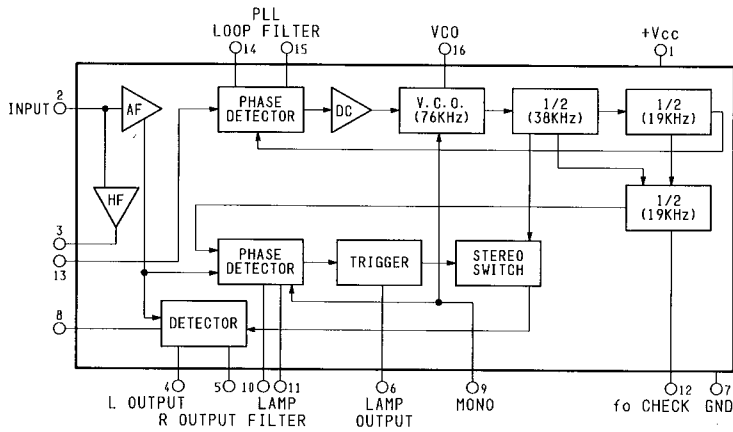 PLL
LOOP FILTER
14
15
VCO
16
+Vcc
1
2
INPUT
AF
PHASE
DETECTOR
DC
V.C.O.
(76KHz)
1/2
(38KHz)
1/2
(19KHz)
HF
1/2
(19KHz)
3
13
PHASE
DETECTOR
TRIGGER
STEREO
SWITCH
8
DETECTOR
4
5
10
11
6
9
12
7
L OUTPUT
R OUTPUT
LAMP
FILTER
LAMP
OUTPUT
MONO
fo CHECK
GND